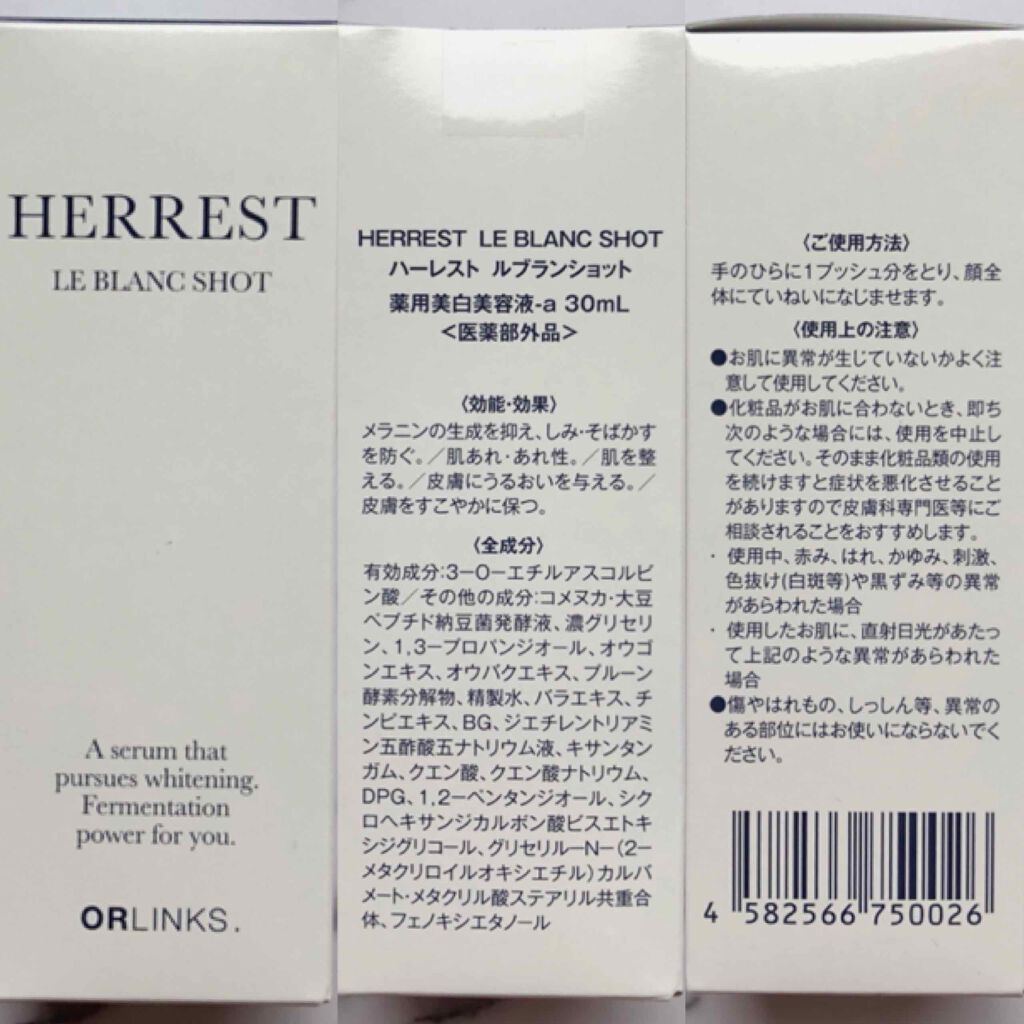 HERREST
LE BLANC SHOT
A serum that
pursues whitening.
Fermentation
power for you.
ORLINKS.
HERREST LE BLANC SHOT
ハーレスト ルブランショット
薬用美白美容液-a 30mL
＜医薬部外品＞
〈効能・効果〉
メラニンの生成を抑え、しみ・そばかす
を防ぐ。／肌あれ・あれ性。／肌を整
える。／皮膚にうるおいを与える。／
皮膚をすこやかに保つ。
〈全成分〉
有効成分：3－O－エチルアスコルビ
ン酸／その他の成分：コメヌカ・大豆
ペプチド納豆菌発酵液、濃グリセリ
ン、1,3－プロパンジオール、オウゴ
ンエキス、オウバクエキス、プルーン
酵素分解物、精製水、バラエキス、チ
ンピエキス、BG、ジエチレントリアミ
ン五酢酸五ナトリウム液、キサンタン
ガム、クエン酸、クエン酸ナトリウム、
DPG、1,2－ペンタンジオール、シク
ロヘキサンジカルボン酸ビスエトキ
シジグリコール、グリセリル－N－（2－
メタクリロイルオキシエチル）カルバ
メート・メタクリル酸ステアリル共重合
体、フェノキシエタノール
〈ご使用方法〉
手のひらに1プッシュ分をとり、顔全
体にていねいになじませます。
〈使用上の注意〉
●お肌に異常が生じていないかよく注
意して使用してください。
●化粧品がお肌に合わないとき、即ち
次のような場合には、使用を中止し
てください。そのまま化粧品類の使用
を続けますと症状を悪化させること
がありますので皮膚科専門医等にご
相談されることをおすすめします。
・使用中、赤み、はれ、かゆみ、刺激、
色抜け(白斑等)や黒ずみ等の異常
があらわれた場合
・使用したお肌に、直射日光があたっ
て上記のような異常があらわれた
場合
●傷やはれもの、しっしん等、異常の
ある部位にはお使いにならないでく
ださい。
4 582566 750026